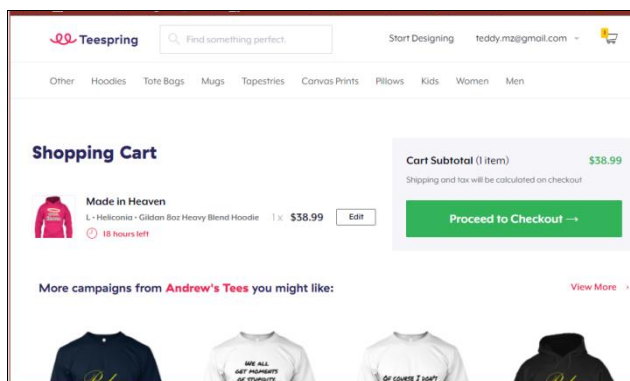 Teespring
Find something perfect.
Start Designing
teddy.mz@gmail.com
Other Hoodies Tote Bags Mugs Tapestries Canvas Prints Pillows Kids Women Men
Shopping Cart
Made in Heaven
L • Heliconia • Gildan 8oz Heavy Blend Hoodie 1 x $38.99 Edit
18 hours left
Cart Subtotal (1 item) $38.99
Shipping and tax will be calculated on checkout
Proceed to Checkout →
More campaigns from Andrew's Tees you might like:
View More
WE ALL
GET MOMENTS
OF STUPIDITY
OF COURSE I DON'T